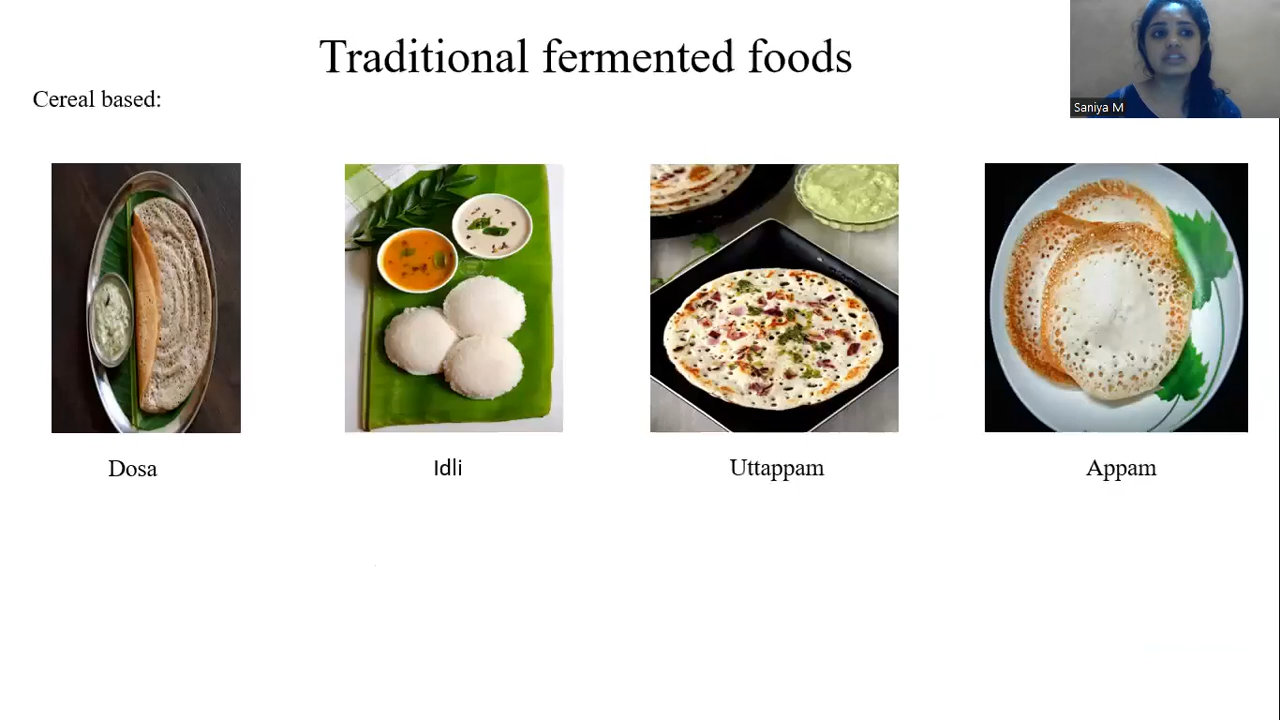 Traditional fermented foods
Saniya M
Cereal based:
Dosa
Idli
Uttappam
Appam